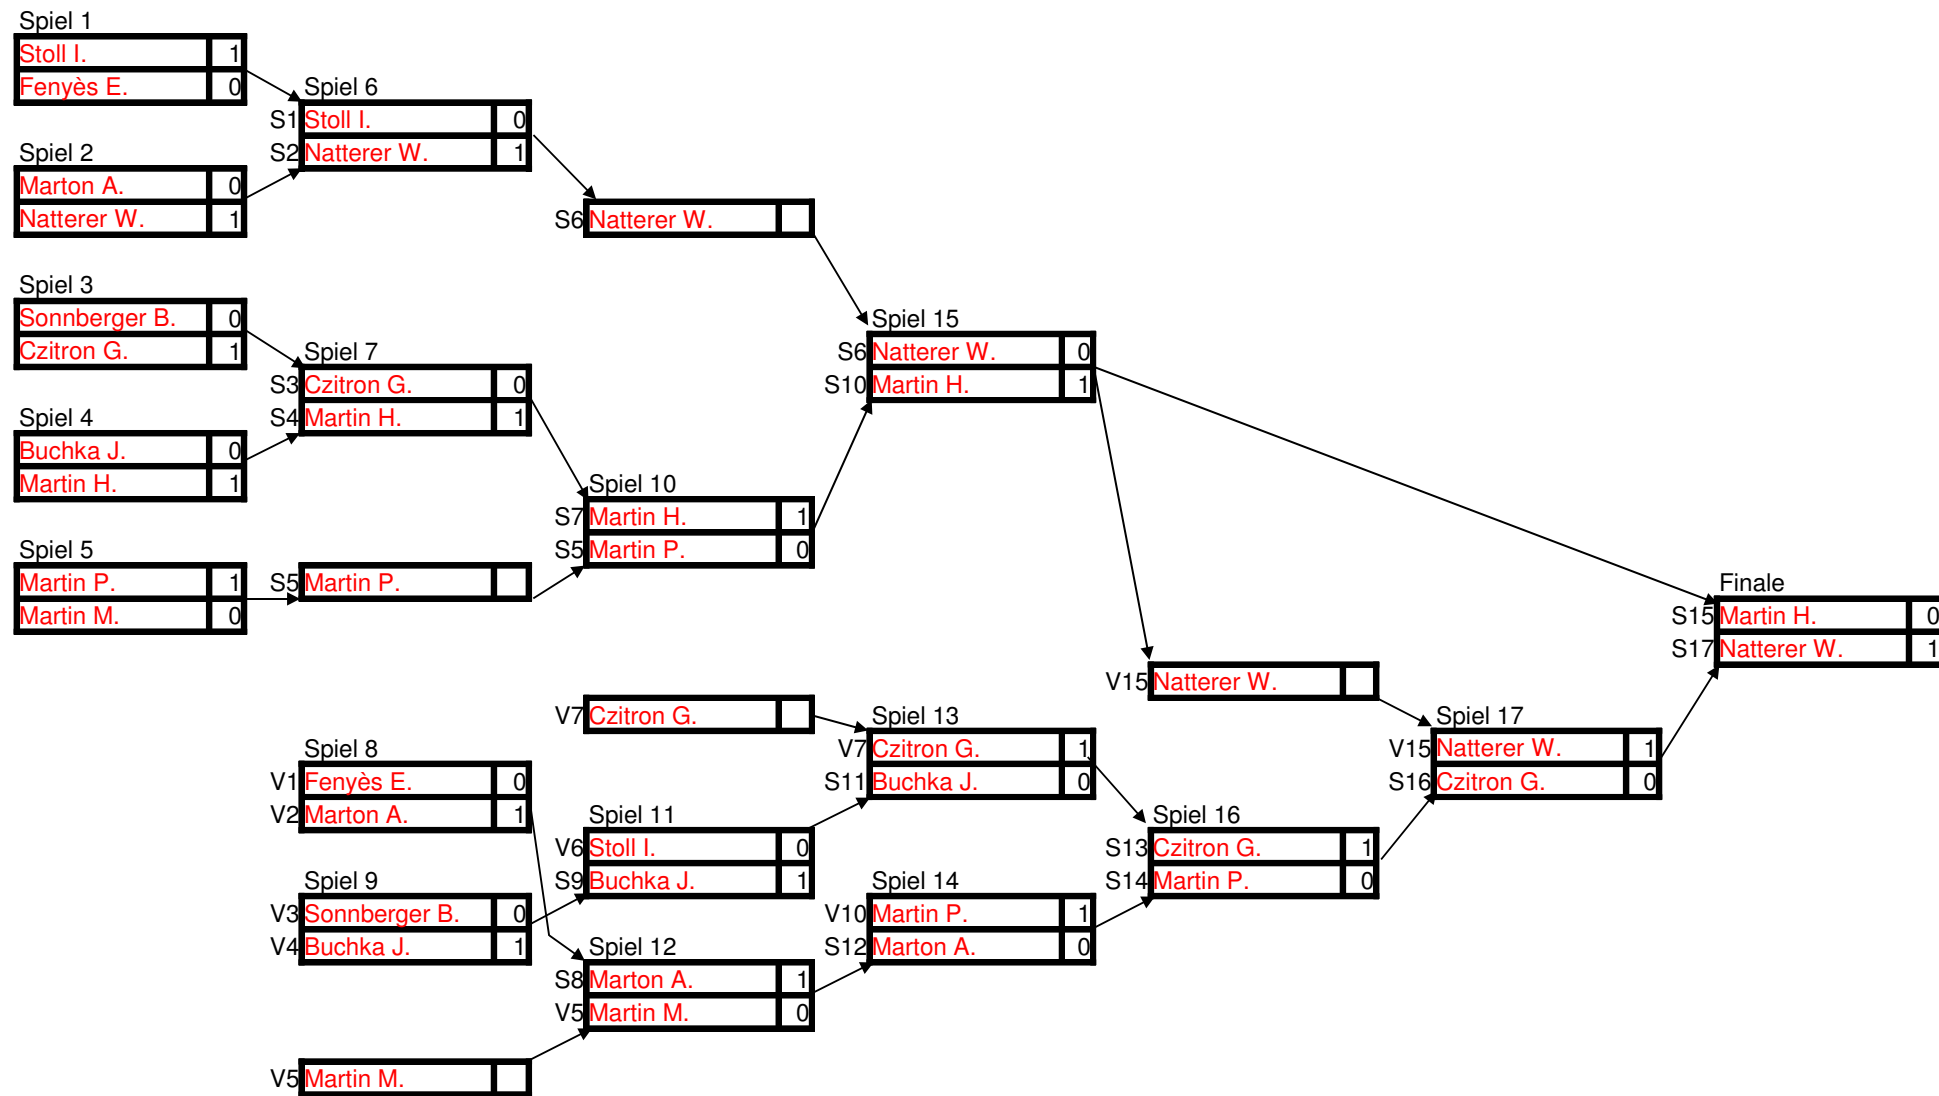 Spiel 1
Stoll I. 1
Fenyès E. 0
Spiel 2
Marton A. 0
Natterer W. 1
Spiel 3
Sonnberger B. 0
Czitron G. 1
Spiel 4
Buchka J. 0
Martin H. 1
Spiel 5
Martin P. 1
Martin M. 0
Spiel 6
S1 Stoll I. 0
S2 Natterer W. 1
Spiel 7
S3 Czitron G. 0
S4 Martin H. 1
S5 Martin P.
Spiel 8
V1 Fenyès E. 0
V2 Marton A. 1
Spiel 9
V3 Sonnberger B. 0
V4 Buchka J. 1
V5 Martin M.
S6 Natterer W.
Spiel 10
S7 Martin H. 1
S5 Martin P. 0
V7 Czitron G.
Spiel 11
V6 Stoll I. 0
S9 Buchka J. 1
Spiel 12
S8 Marton A. 1
V5 Martin M. 0
Spiel 15
S6 Natterer W. 0
S10 Martin H. 1
Spiel 13
V7 Czitron G. 1
S11 Buchka J. 0
Spiel 14
V10 Martin P. 1
S12 Marton A. 0
V15 Natterer W.
Spiel 16
S13 Czitron G. 1
S14 Martin P. 0
Spiel 17
V15 Natterer W. 1
S16 Czitron G. 0
Finale
S15 Martin H. 0
S17 Natterer W. 1